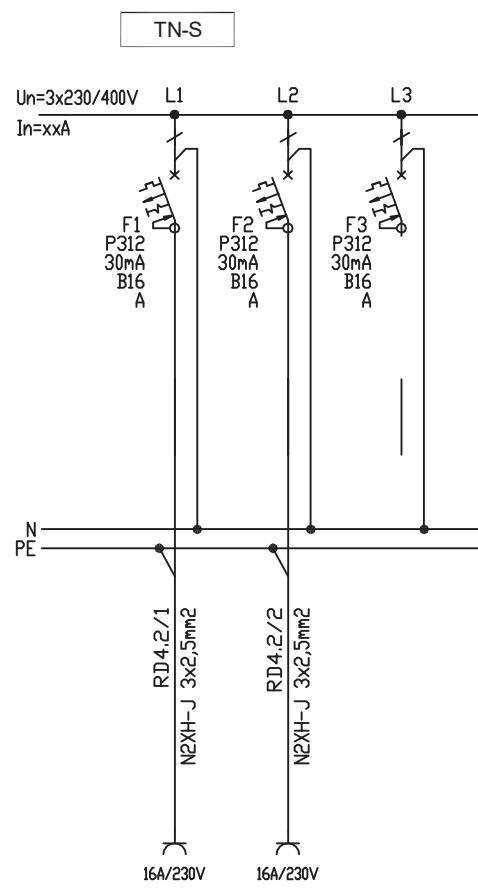 TN-S
Un=3x230/400V
L1
L2
L3
In=xxA
F1
P312
30mA
B16
A
F2
P312
30mA
B16
A
F3
P312
30mA
B16
A
N
PE
RD4.2/1
N2XH-J 3x2,5mm2
RD4.2/2
N2XH-J 3x2,5mm2
16A/230V
16A/230V